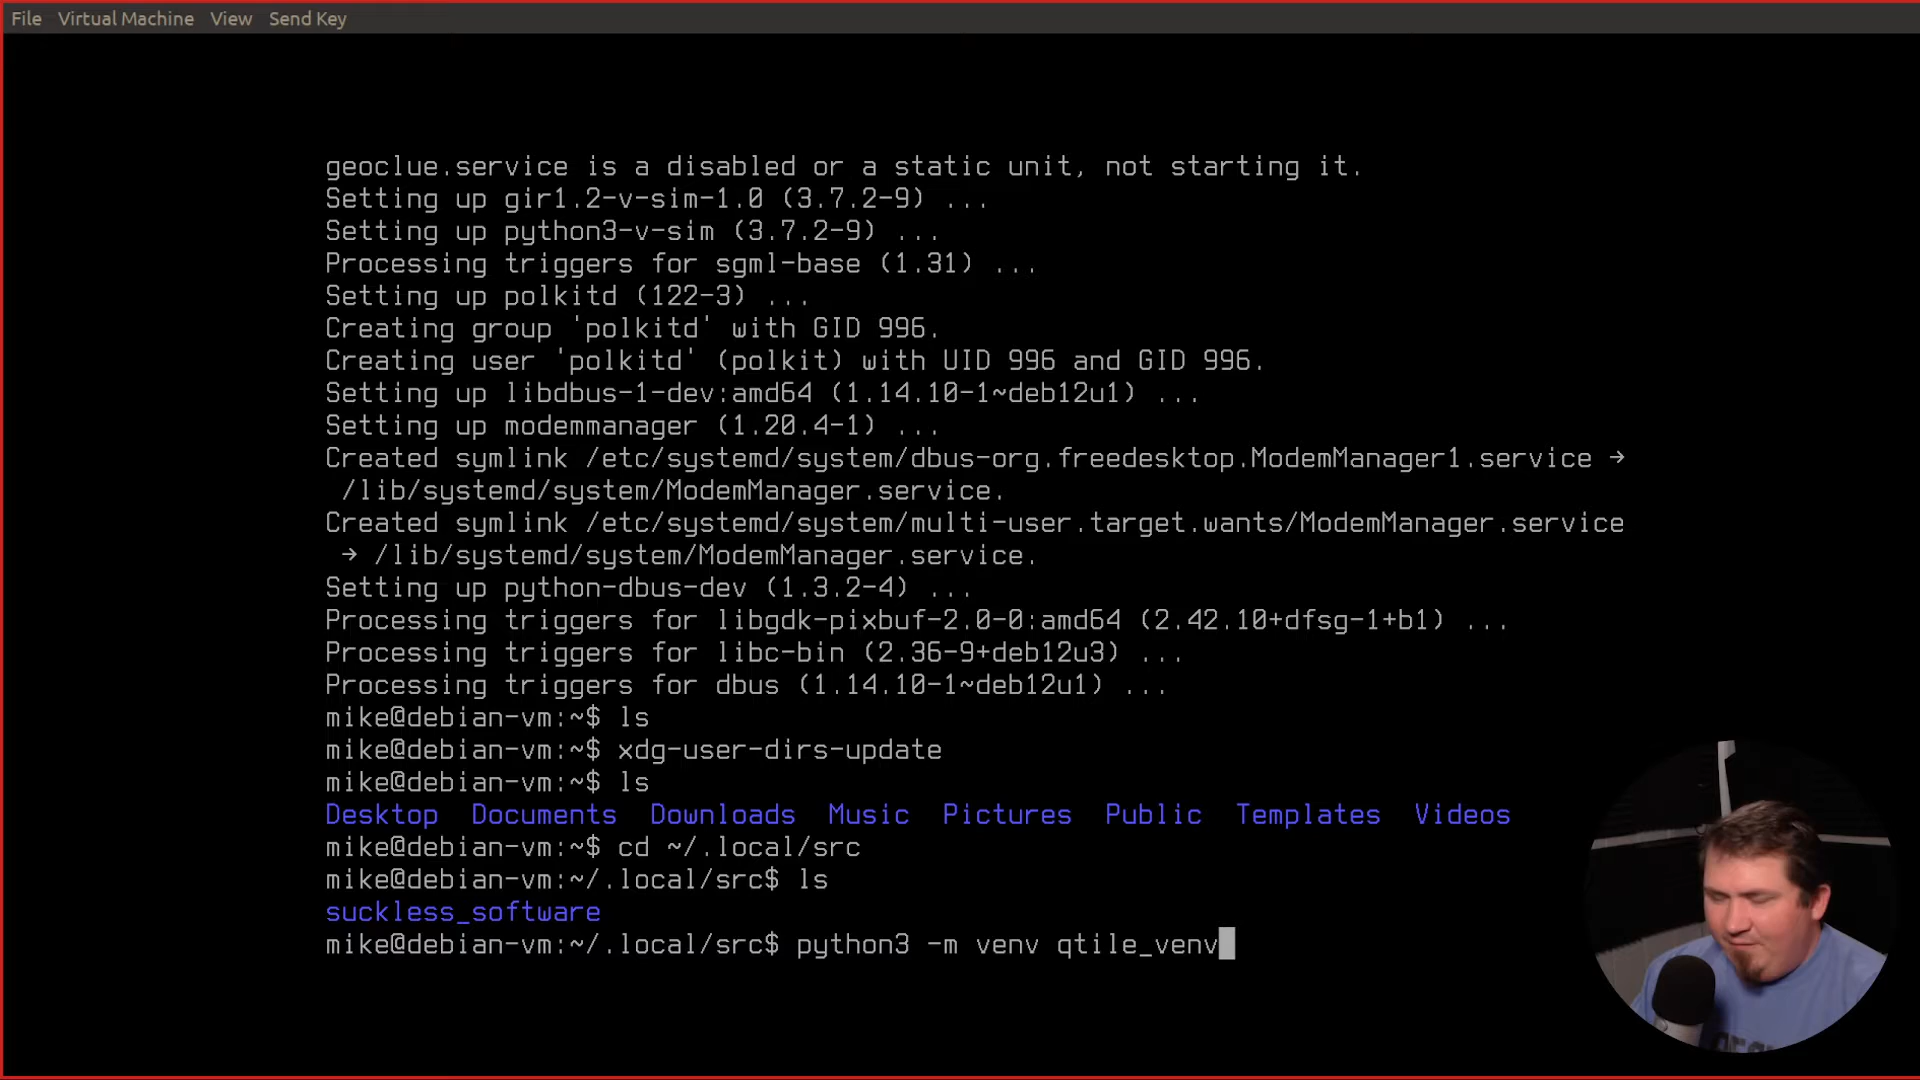 File Virtual Machine View Send Key
geoclue.service is a disabled or a static unit, not starting it.
Setting up gir1.2-v-sim-1.0 (3.7.2-9) ...
Setting up python3-v-sim (3.7.2-9) ...
Processing triggers for sgml-base (1.31) ...
Setting up polkitd (122-3) ...
Creating group 'polkitd' with GID 996.
Creating user 'polkitd' (polkit) with UID 996 and GID 996.
Setting up libdbus-1-dev:amd64 (1.14.10-1~deb12u1) ...
Setting up modemmanager (1.20.4-1) ...
Created symlink /etc/systemd/system/dbus-org.freedesktop.ModemManager1.service →
/lib/systemd/system/ModemManager.service.
Created symlink /etc/systemd/system/multi-user.target.wants/ModemManager.service
→ /lib/systemd/system/ModemManager.service.
Setting up python-dbus-dev (1.3.2-4) ...
Processing triggers for libgdk-pixbuf-2.0-0:amd64 (2.42.10+dfsg-1+b1) ...
Processing triggers for libc-bin (2.36-9+deb12u3) ...
Processing triggers for dbus (1.14.10-1~deb12u1) ...
mike@debian-vm:~$ ls
mike@debian-vm:~$ xdg-user-dirs-update
mike@debian-vm:~$ ls
Desktop Documents Downloads Music Pictures Public Templates Videos
mike@debian-vm:~$ cd ~/.local/src
mike@debian-vm:~/.local/src$ ls
suckless_software
mike@debian-vm:~/.local/src$ python3 -m venv qtile_venv